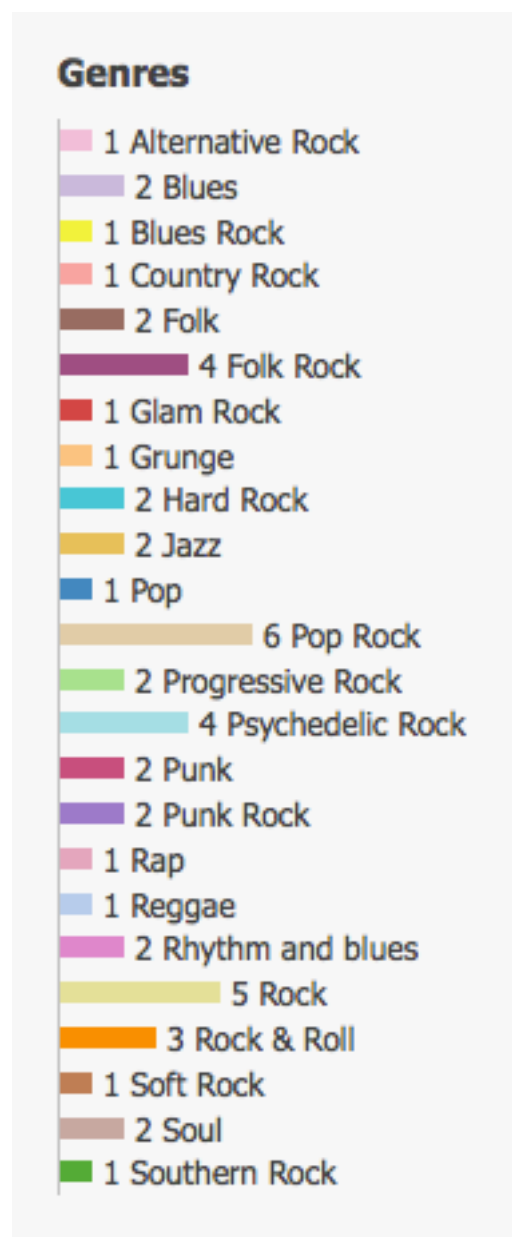 Genres
1 Alternative Rock
2 Blues
1 Blues Rock
1 Country Rock
2 Folk
4 Folk Rock
1 Glam Rock
1 Grunge
2 Hard Rock
2 Jazz
1 Pop
6 Pop Rock
2 Progressive Rock
4 Psychedelic Rock
2 Punk
2 Punk Rock
1 Rap
1 Reggae
2 Rhythm and blues
5 Rock
3 Rock & Roll
1 Soft Rock
2 Soul
1 Southern Rock